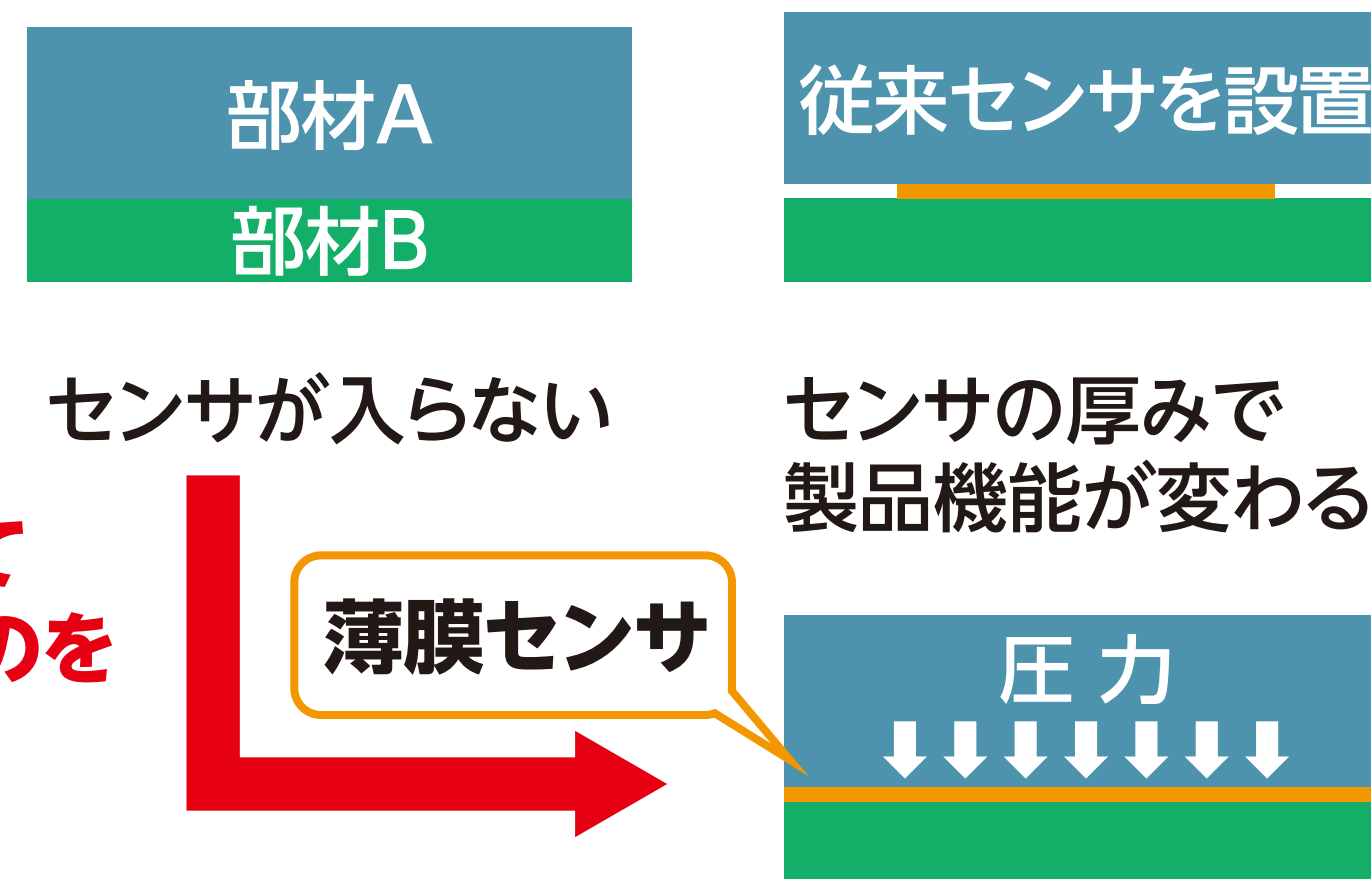 部材A
部材B
従来センサを設置
センサが入らない
センサの厚みで
製品機能が変わる
て
のを
薄膜センサ
圧力